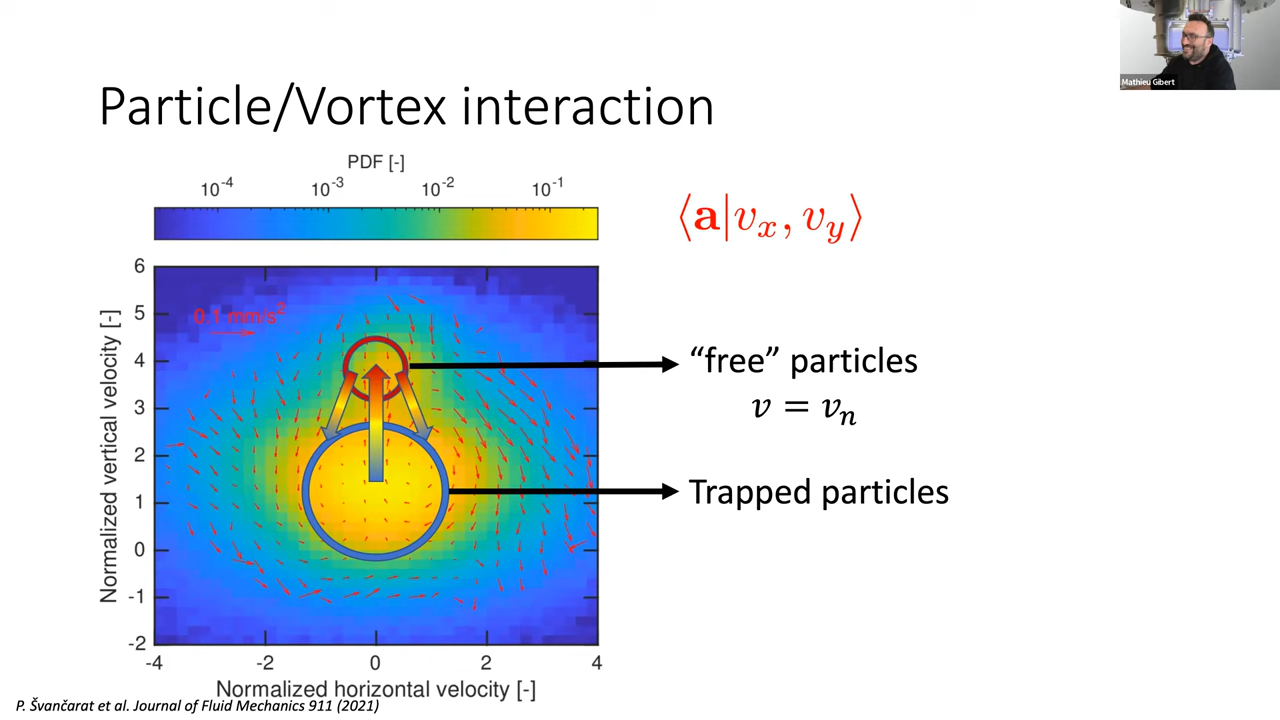 Mathieu Gibert
Particle/Vortex interaction
PDF [-]
10^-4 10^-3 10^-2 10^-1
⟨a|v_x, v_y⟩
0.1 mm/s²
6
5
4
3
2
1
0
-1
-2
-4 -2 0 2 4
Normalized vertical velocity [-]
Normalized horizontal velocity [-]
“free” particles
v = v_n
Trapped particles
P. Švančarat et al. Journal of Fluid Mechanics 911 (2021)